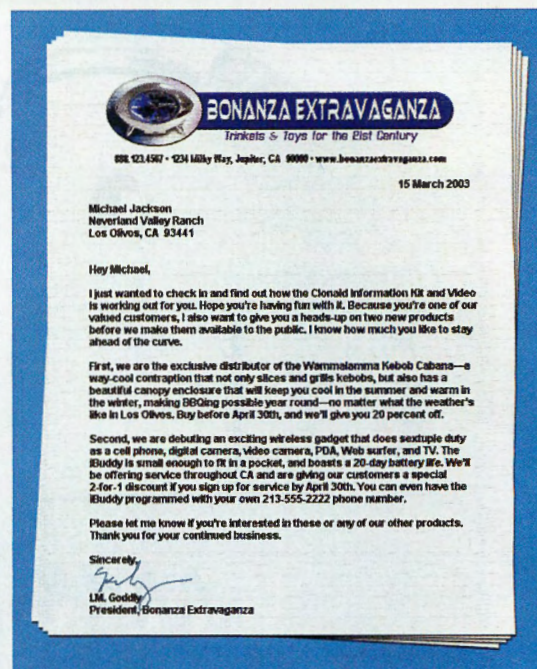 BONANZA EXTRAVAGANZA
Trinkets & Toys for the 21st Century
888.123.4567 • 1234 Milky Way, Jupiter, CA 90000 • www.bonanzaextravaganza.com
15 March 2003
Michael Jackson
Neverland Valley Ranch
Los Olivos, CA 93441
Hey Michael,
I just wanted to check in and find out how the Clonaid Information Kit and Video
is working out for you. Hope you're having fun with it. Because you're one of our
valued customers, I also want to give you a heads-up on two new products
before we make them available to the public. I know how much you like to stay
ahead of the curve.
First, we are the exclusive distributor of the Wammalamma Kebob Cabana—a
way-cool contraption that not only slices and grills kebobs, but also has a
beautiful canopy enclosure that will keep you cool in the summer and warm in
the winter, making BBQing possible year round—no matter what the weather's
like in Los Olivos. Buy before April 30th, and we'll give you 20 percent off.
Second, we are debuting an exciting wireless gadget that does sextuple duty
as a cell phone, digital camera, video camera, PDA, Web surfer, and TV. The
iBuddy is small enough to fit in a pocket, and boasts a 20-day battery life. We'll
be offering service throughout CA and are giving our customers a special
2-for-1 discount if you sign up for service by April 30th. You can even have the
iBuddy programmed with your own 213-555-2222 phone number.
Please let me know if you're interested in these or any of our other products.
Thank you for your continued business.
Sincerely,
I.M. Goddly
President, Bonanza Extravaganza